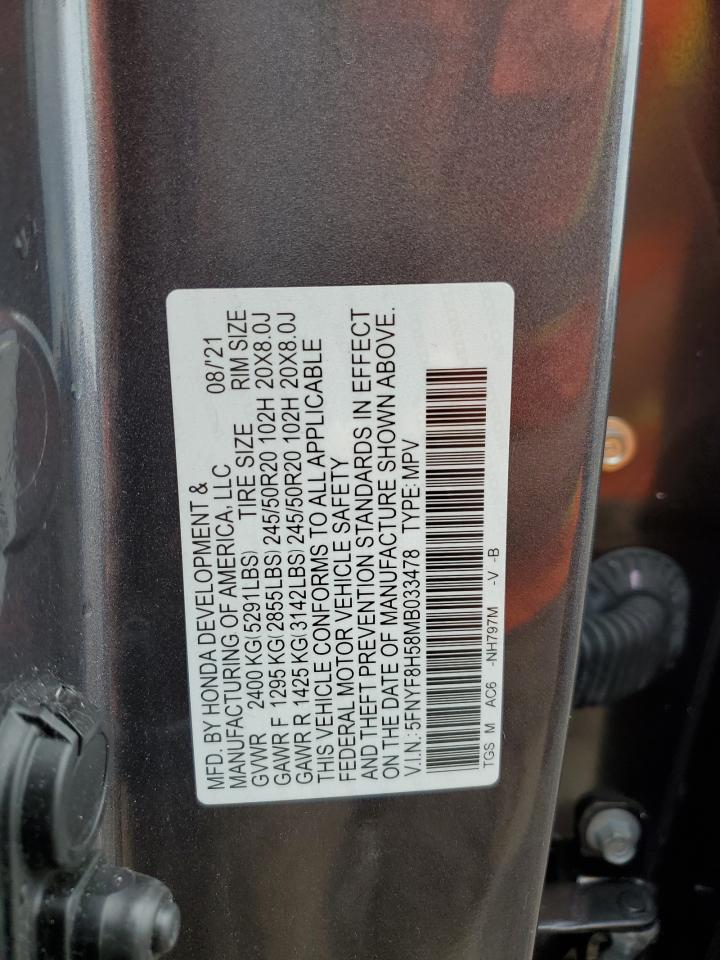 MFD. BY HONDA DEVELOPMENT & 08/'21
MANUFACTURING OF AMERICA, LLC
GVWR 2400 KG(5291LBS) TIRE SIZE RIM SIZE
GAWR F 1295 KG(2855LBS) 245/50R20 102H 20X8.0J
GAWR R 1425 KG(3142LBS) 245/50R20 102H 20X8.0J
THIS VEHICLE CONFORMS TO ALL APPLICABLE
FEDERAL MOTOR VEHICLE SAFETY
AND THEFT PREVENTION STANDARDS IN EFFECT
ON THE DATE OF MANUFACTURE SHOWN ABOVE.
V.I.N.:5FNYF8H58MB033478 TYPE: MPV
TGS M AC6 -NH797M -V -B